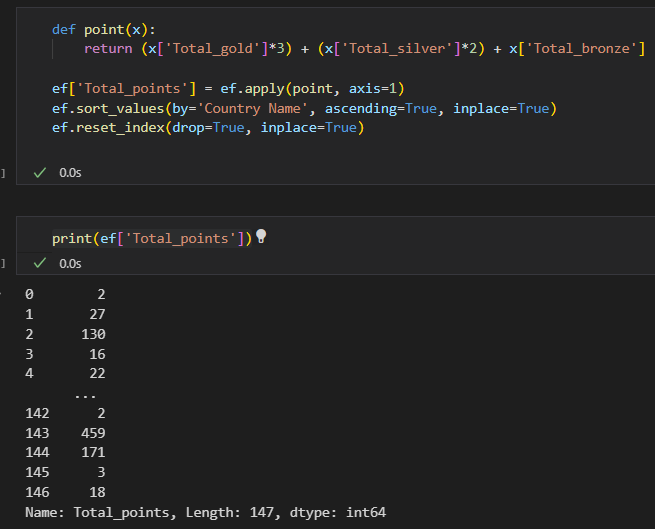 def point(x):
    return (x['Total_gold']*3) + (x['Total_silver']*2) + x['Total_bronze']
ef['Total_points'] = ef.apply(point, axis=1)
ef.sort_values(by='Country Name', ascending=True, inplace=True)
ef.reset_index(drop=True, inplace=True)
]
0.0s
print(ef['Total_points'])
]
0.0s
0        2
1       27
2      130
3       16
4       22
      ...
142      2
143    459
144    171
145      3
146     18
Name: Total_points, Length: 147, dtype: int64